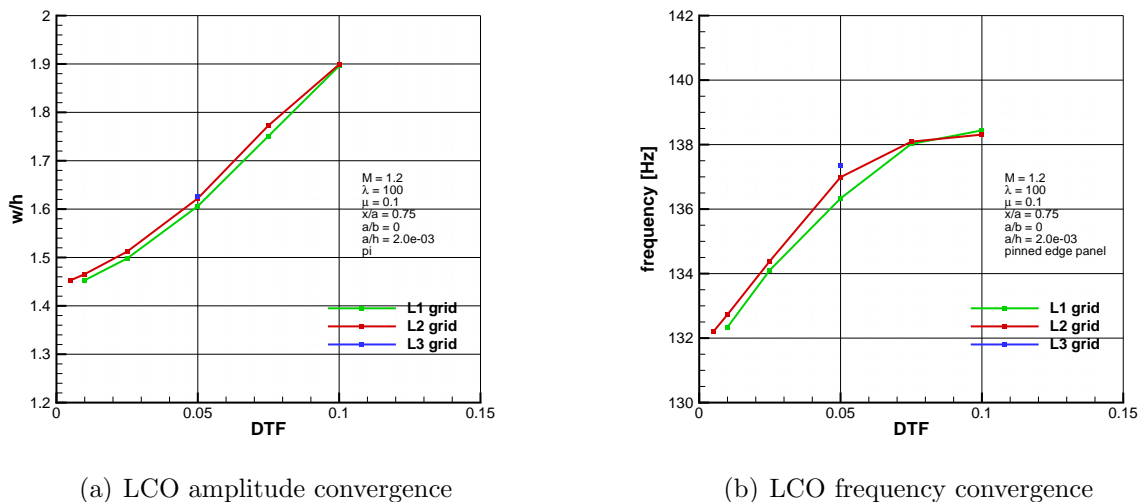 2
1.9
1.8
1.7
1.6
1.5
1.4
1.3
1.2
w/h
0
0.05
0.1
0.15
DTF
M = 1.2
λ = 100
μ = 0.1
x/a = 0.75
a/b = 0
a/h = 2.0e-03
pi
L1 grid
L2 grid
L3 grid
(a) LCO amplitude convergence
142
140
138
136
134
132
130
frequency [Hz]
0
0.05
0.1
0.15
DTF
M = 1.2
λ = 100
μ = 0.1
x/a = 0.75
a/b = 0
a/h = 2.0e-03
pinned edge panel
L1 grid
L2 grid
L3 grid
(b) LCO frequency convergence